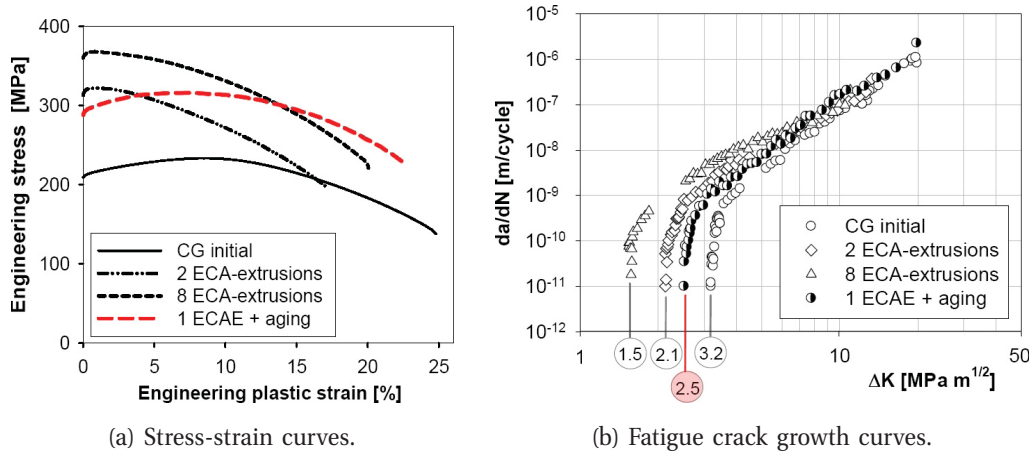 Engineering stress [MPa]
400
300
200
100
0
0
5
10
15
20
25
Engineering plastic strain [%]
CG initial
2 ECA-extrusions
8 ECA-extrusions
1 ECAE + aging
(a) Stress-strain curves.
da/dN [m/cycle]
10⁻⁵
10⁻⁶
10⁻⁷
10⁻⁸
10⁻⁹
10⁻¹⁰
10⁻¹¹
10⁻¹²
CG initial
2 ECA-extrusions
8 ECA-extrusions
1 ECAE + aging
1
1.5
2.1
2.5
3.2
10
50
ΔK [MPa m^1/2]
(b) Fatigue crack growth curves.